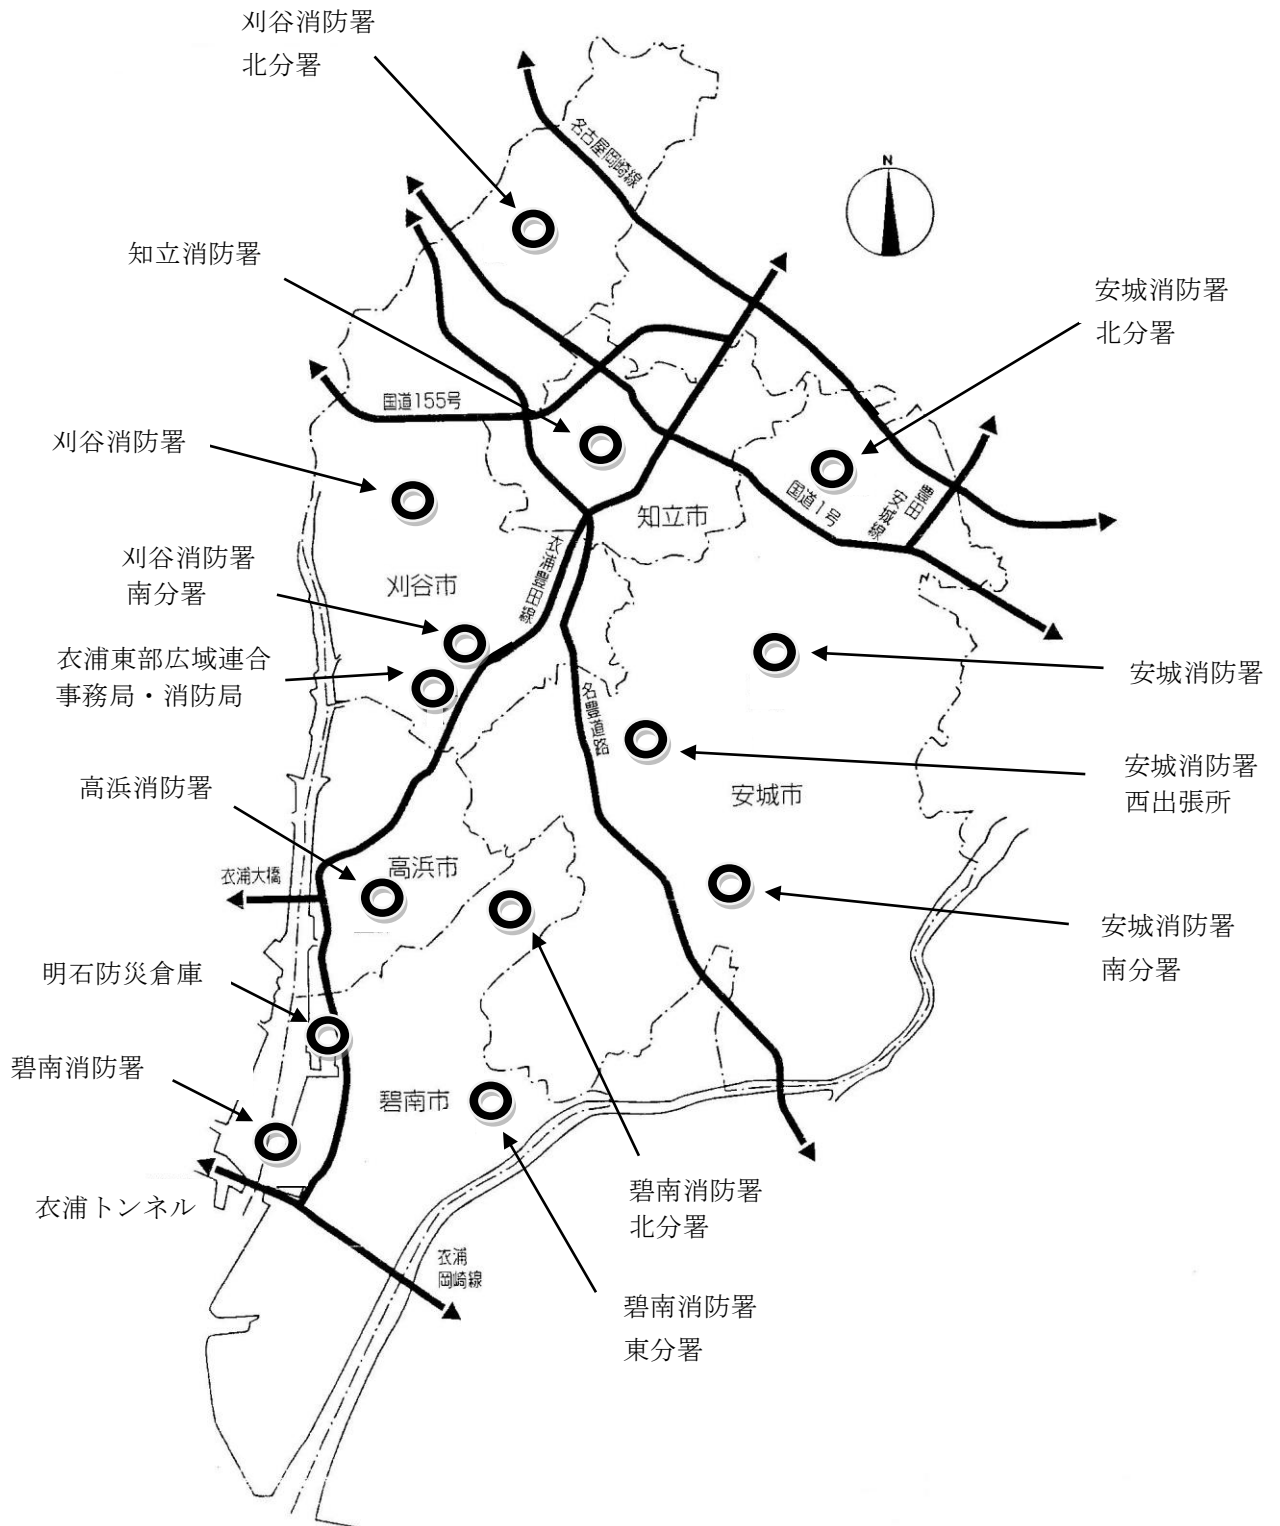 刈谷消防署
北分署
名古屋岡崎線
N
知立消防署
安城消防署
北分署
国道155号
刈谷消防署
国道1号
豊田
安城線
知立市
刈谷消防署
南分署
刈谷市
衣浦豊田線
衣浦東部広域連合
事務局・消防局
安城消防署
名豊道路
安城消防署
西出張所
高浜消防署
安城市
高浜市
衣浦大橋
安城消防署
南分署
明石防災倉庫
碧南消防署
碧南市
碧南消防署
北分署
衣浦トンネル
衣浦
岡崎線
碧南消防署
東分署